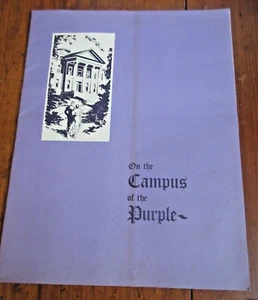 On the
Campus
of the
Purple